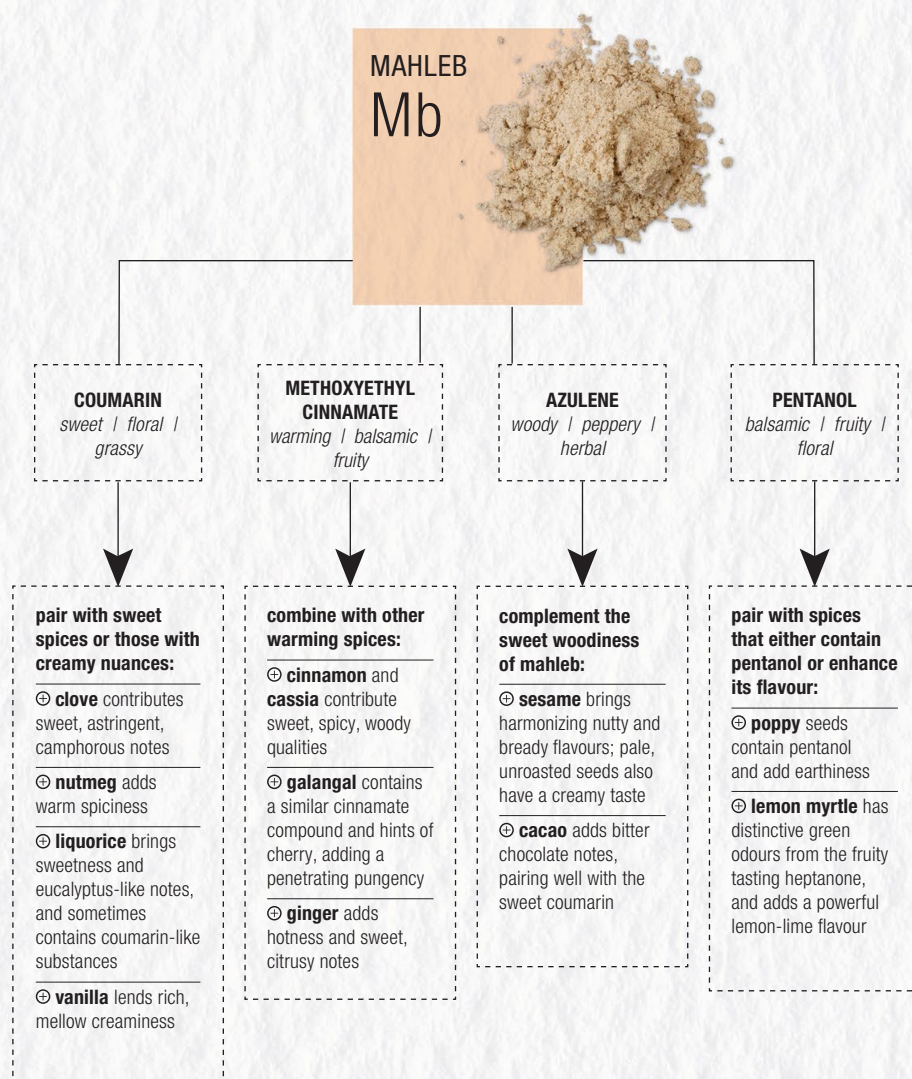 MAHLEB
Mb
COUMARIN
sweet | floral |
grassy
METHOXYETHYL
CINNAMATE
warming | balsamic |
fruity
AZULENE
woody | peppery |
herbal
PENTANOL
balsamic | fruity |
floral
pair with sweet
spices or those with
creamy nuances:
⊕ clove contributes
sweet, astringent,
camphorous notes
⊕ nutmeg adds
warm spiciness
⊕ liquorice brings
sweetness and
eucalyptus-like notes,
and sometimes
contains coumarin-like
substances
⊕ vanilla lends rich,
mellow creaminess
combine with other
warming spices:
⊕ cinnamon and
cassia contribute
sweet, spicy, woody
qualities
⊕ galangal contains
a similar cinnamate
compound and hints of
cherry, adding a
penetrating pungency
⊕ ginger adds
hotness and sweet,
citrusy notes
complement the
sweet woodiness
of mahleb:
⊕ sesame brings
harmonizing nutty and
bready flavours; pale,
unroasted seeds also
have a creamy taste
⊕ cacao adds bitter
chocolate notes,
pairing well with the
sweet coumarin
pair with spices
that either contain
pentanol or enhance
its flavour:
⊕ poppy seeds
contain pentanol
and add earthiness
⊕ lemon myrtle has
distinctive green
odours from the fruity
tasting heptanone,
and adds a powerful
lemon-lime flavour